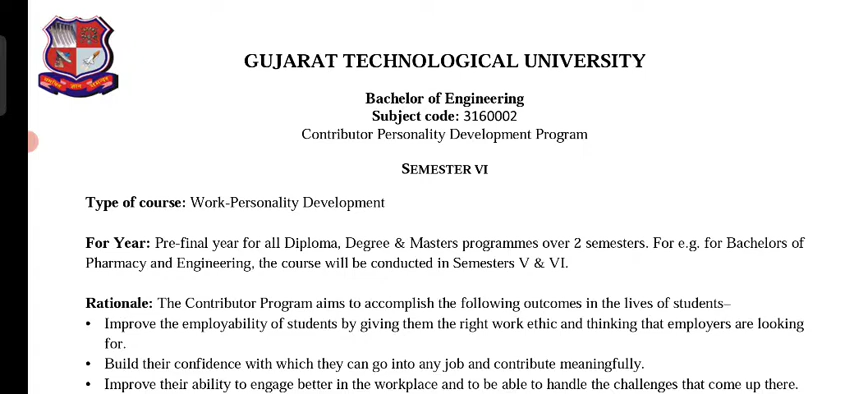 GUJARAT TECHNOLOGICAL UNIVERSITY
Bachelor of Engineering
Subject code: 3160002
Contributor Personality Development Program
SEMESTER VI
Type of course: Work-Personality Development
For Year: Pre-final year for all Diploma, Degree & Masters programmes over 2 semesters. For e.g. for Bachelors of
Pharmacy and Engineering, the course will be conducted in Semesters V & VI.
Rationale: The Contributor Program aims to accomplish the following outcomes in the lives of students–
• Improve the employability of students by giving them the right work ethic and thinking that employers are looking
for.
• Build their confidence with which they can go into any job and contribute meaningfully.
• Improve their ability to engage better in the workplace and to be able to handle the challenges that come up there.